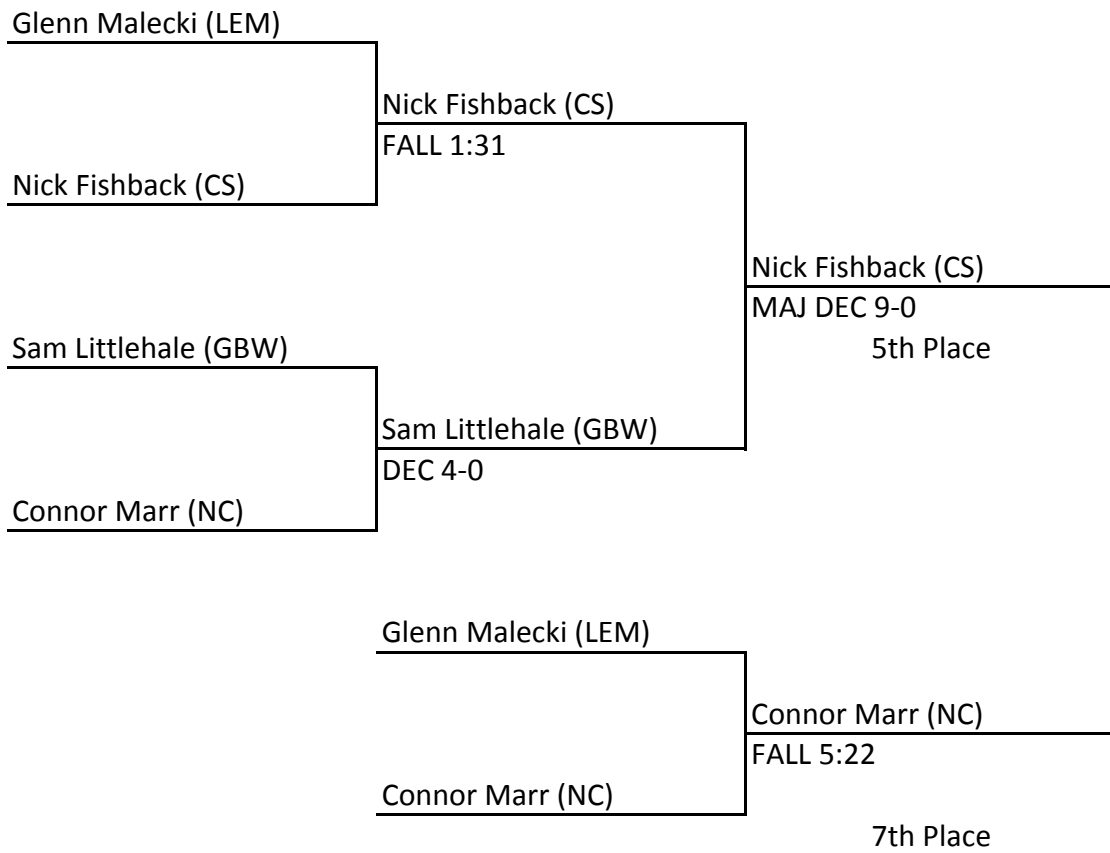 Glenn Malecki (LEM)
Nick Fishback (CS)
FALL 1:31
Nick Fishback (CS)
Nick Fishback (CS)
MAJ DEC 9-0
Sam Littlehale (GBW)
5th Place
Sam Littlehale (GBW)
DEC 4-0
Connor Marr (NC)
Glenn Malecki (LEM)
Connor Marr (NC)
FALL 5:22
Connor Marr (NC)
7th Place